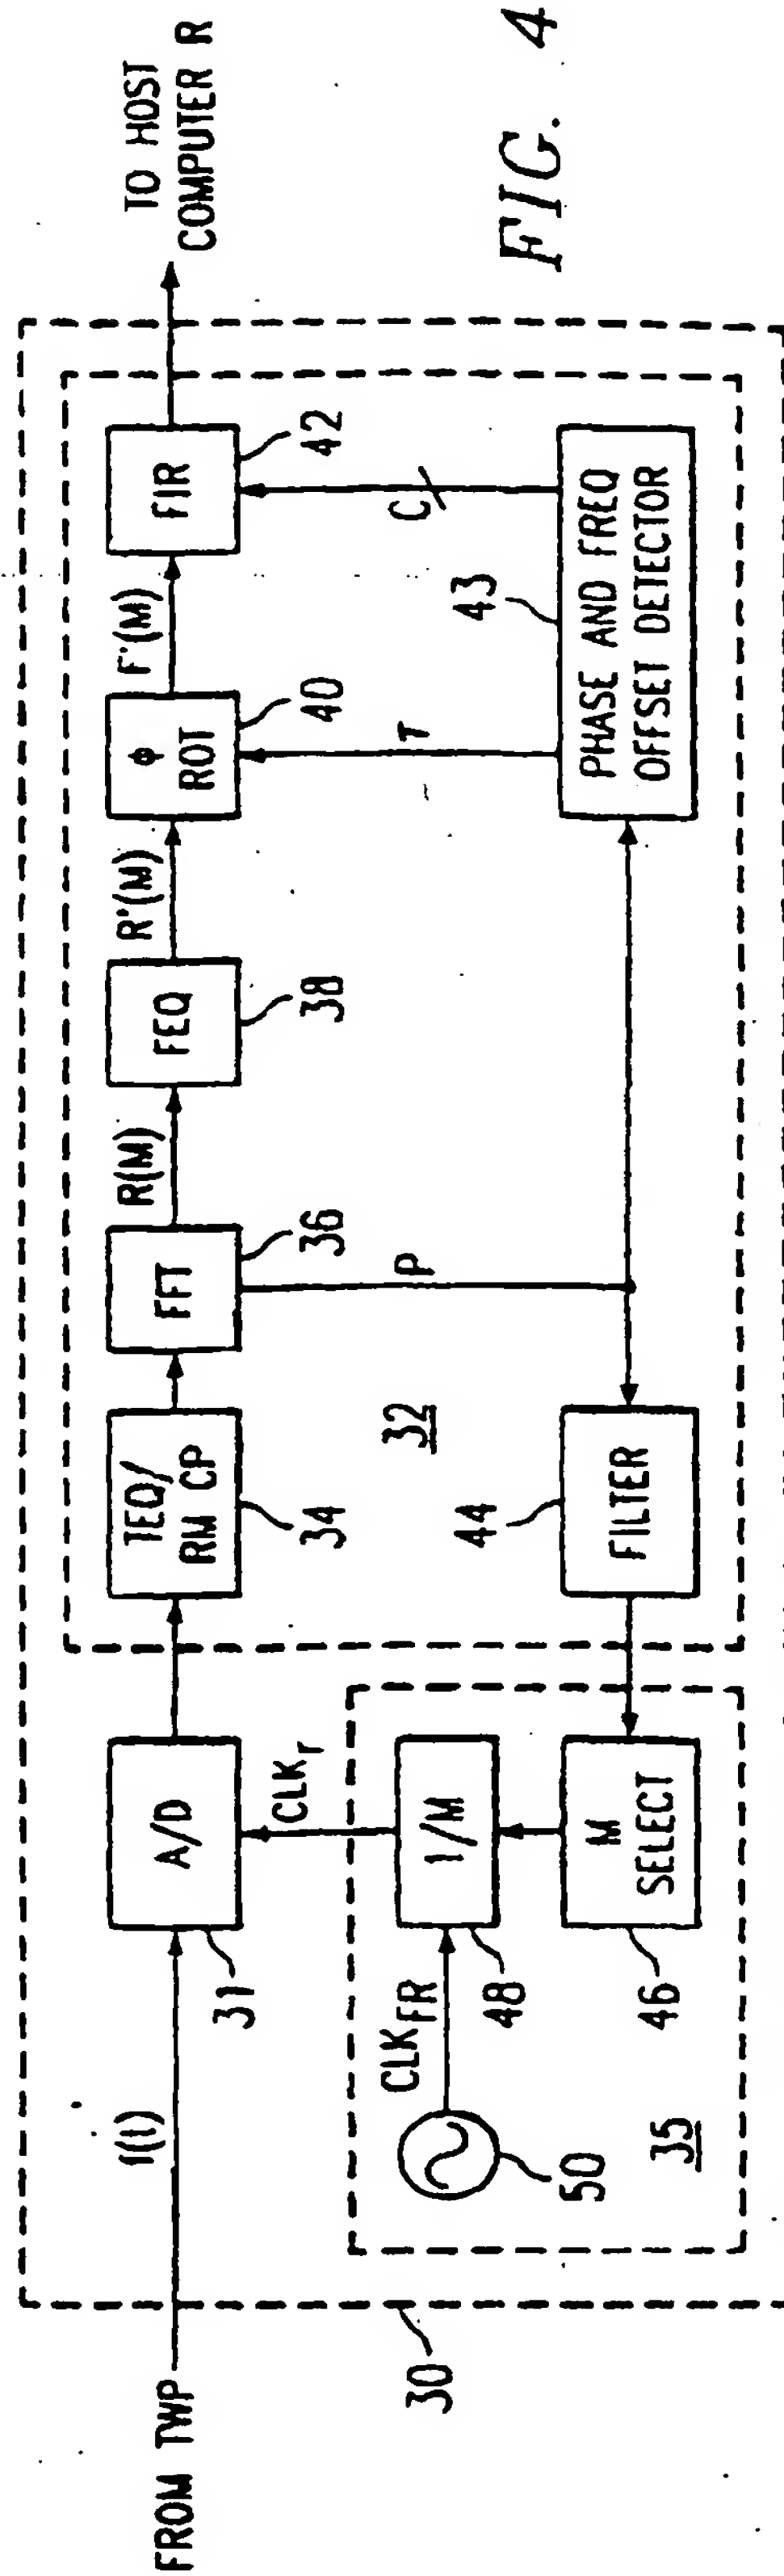 FROM TWP
f(t)
A/D
31
TEQ/
RM CP
34
FFT
36
R(M)
FEQ
38
R'(M)
Φ
ROT
40
F'(M)
FIR
42
TO HOST
COMPUTER R
CLKr
P
τ
C
32
CLKFR
50
1/M
48
M
SELECT
46
35
FILTER
44
PHASE AND FREQ
OFFSET DETECTOR
43
30
FIG. 4